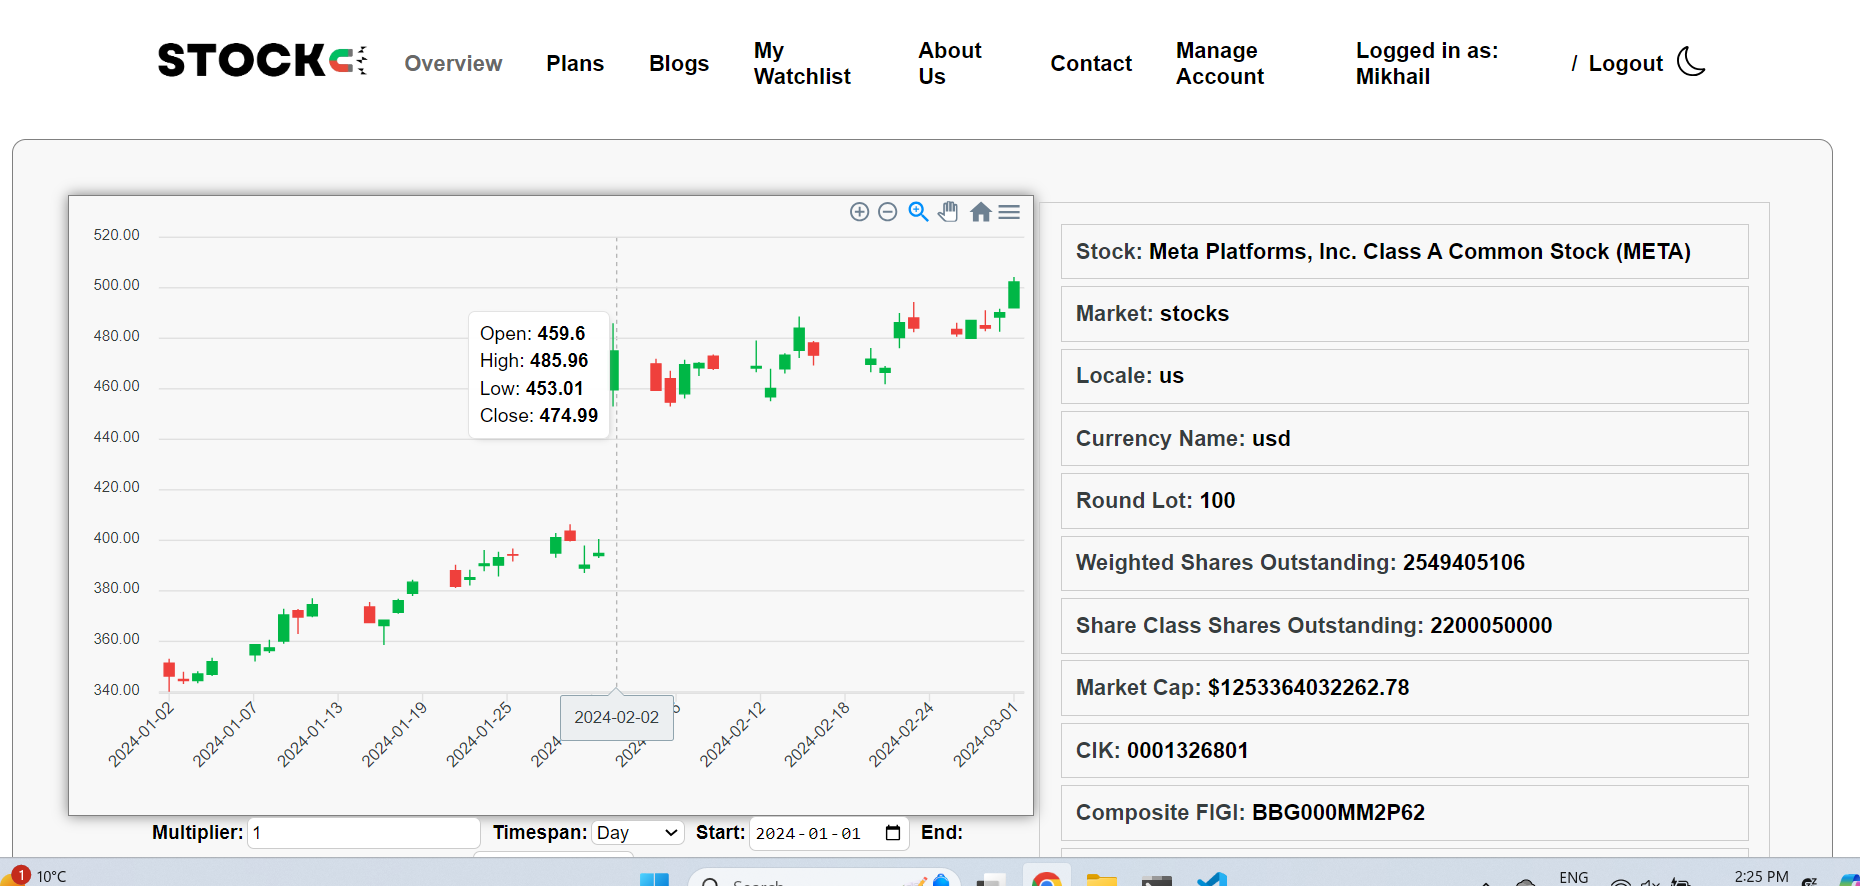 STOCK
Overview
Plans
Blogs
My
Watchlist
About
Us
Contact
Manage
Account
Logged in as:
Mikhail
/ Logout
520.00
500.00
480.00
460.00
440.00
420.00
400.00
380.00
360.00
340.00
Open: 459.6
High: 485.96
Low: 453.01
Close: 474.99
2024-01-02
2024-01-07
2024-01-13
2024-01-19
2024-01-25
2024-02-02
2024-02-12
2024-02-18
2024-02-24
2024-03-01
Multiplier: 1
Timespan: Day
Start: 2024-01-01
End:
Stock: Meta Platforms, Inc. Class A Common Stock (META)
Market: stocks
Locale: us
Currency Name: usd
Round Lot: 100
Weighted Shares Outstanding: 2549405106
Share Class Shares Outstanding: 2200050000
Market Cap: $1253364032262.78
CIK: 0001326801
Composite FIGI: BBG000MM2P62
1
10°C
Search
ENG
2:25 PM